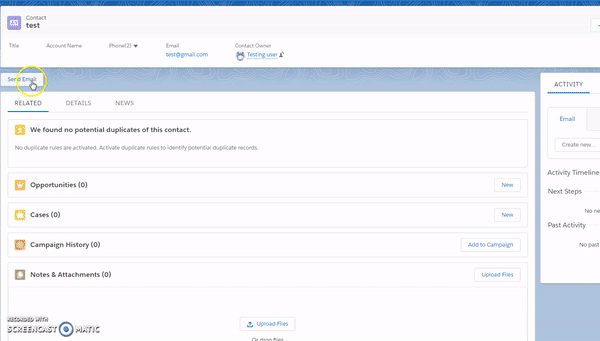 Contact
test
Title Account Name Phone(2) Email Contact Owner
test@gmail.com Testing user
Send Email
RELATED DETAILS NEWS
We found no potential duplicates of this contact.
No duplicate rules are activated. Activate duplicate rules to identify potential duplicate records.
Opportunities (0) New
Cases (0) New
Campaign History (0) Add to Campaign
Notes & Attachments (0) Upload Files
Upload Files
Or drop files
ACTIVITY
Email
Create new...
Activity Timeline
Next Steps
No ne
Past Activity
No past
RECORDED WITH
SCREENCAST MATIC